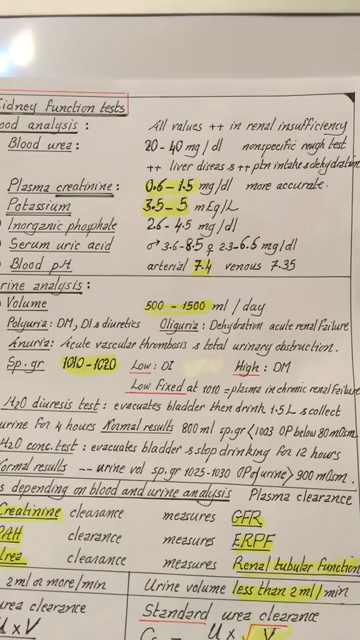 Kidney function tests
Blood analysis : All values ++ in renal insufficiency
Blood urea : 20 - 40 mg / dl nonspecific rough test
++ liver diseas & ++ ptn intake & dehydration
Plasma creatinine : 0.6 - 1.5 mg / dl more accurate.
Potassium 3.5 - 5 mEq/L
Inorganic phosphate 2.6 - 4.5 mg / dl
Serum uric acid ♂ 3.6-8.5 ♀ 2.3-6.6 mg/dl
Blood pH arterial 7.4 venous 7.35
Urine analysis :
Volume 500 - 1500 ml / day
Polyuria : DM, DI & diuretics Oliguria : Dehydration acute renal failure
Anuria : Acute vascular thrombosis & total urinary obstruction.
Sp. gr 1010 - 1020 Low : DI High : DM
Low Fixed at 1010 = plasma in chronic renal failure
H2O diuresis test : evacuates bladder then drink 1.5 L & collect
urine for 4 hours Normal results 800 ml sp.gr < 1003 OP below 80 mOsm.
H2O conc. test : evacuates bladder & stop drinking for 12 hours
Normal results -- urine vol sp.gr 1025 - 1030 OP of urine > 900 mOsm.
s depending on blood and urine analysis Plasma clearance
Creatinine clearance measures GFR
PAH clearance measures ERPF
Urea clearance measures Renal tubular function
2 ml or more / min Urine volume less than 2 ml / min
urea clearance Standard urea clearance
U x V